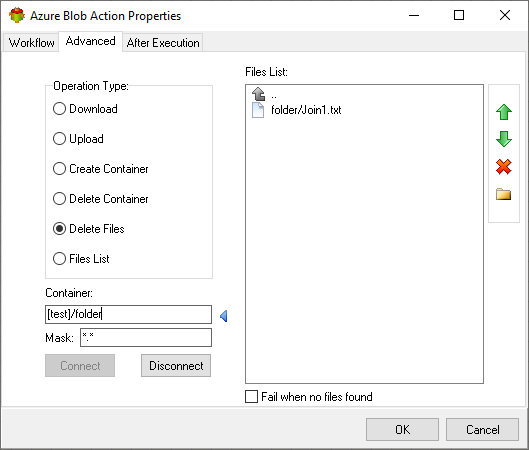 Azure Blob Action Properties
Workflow
Advanced
After Execution
Operation Type:
Download
Upload
Create Container
Delete Container
Delete Files
Files List
Container:
[test]/folder
Mask:
*.*
Connect
Disconnect
Files List:
..
folder/Join1.txt
Fail when no files found
OK
Cancel